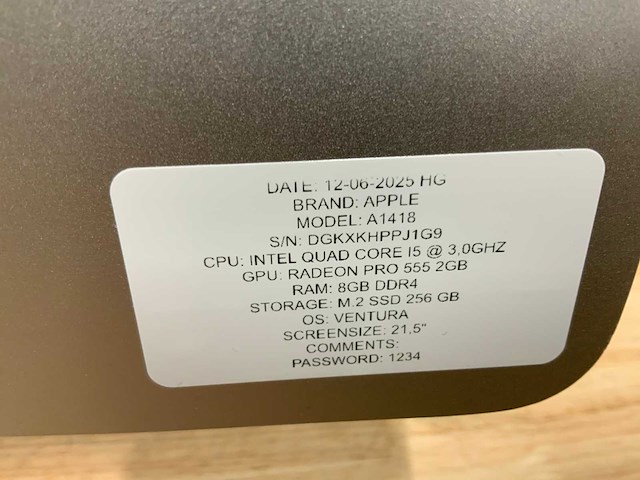 DATE: 12-06-2025 HG
BRAND: APPLE
MODEL: A1418
S/N: DGKXKHPPJ1G9
CPU: INTEL QUAD CORE I5 @ 3,0GHZ
GPU: RADEON PRO 555 2GB
RAM: 8GB DDR4
STORAGE: M.2 SSD 256 GB
OS: VENTURA
SCREENSIZE: 21,5"
COMMENTS:
PASSWORD: 1234